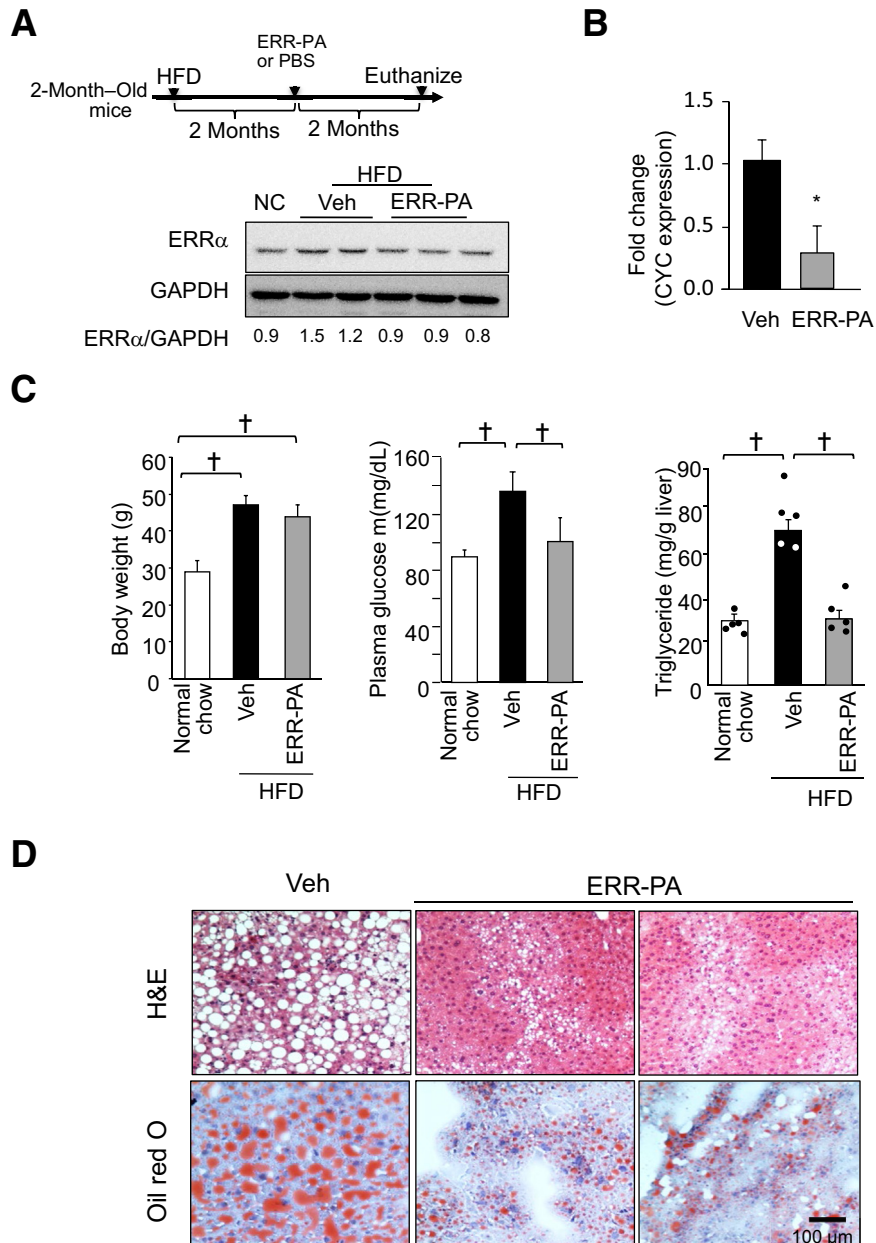 A
ERR-PA
or PBS
HFD
Euthanize
2-Month–Old
mice
2 Months
2 Months
HFD
NC
Veh
ERR-PA
ERRα
GAPDH
ERRα/GAPDH
0.9
1.5
1.2
0.9
0.9
0.8
B
Fold change
(CYC expression)
1.5
1.0
0.5
0.0
*
Veh
ERR-PA
C
Body weight (g)
60
50
40
30
20
10
0
†
†
Normal
chow
Veh
ERR-PA
HFD
Plasma glucose m(mg/dL)
160
120
80
40
0
†
†
Normal
chow
Veh
ERR-PA
HFD
Triglyceride (mg/g liver)
90
80
60
40
20
0
†
†
Normal
chow
Veh
ERR-PA
HFD
D
Veh
ERR-PA
H&E
Oil red O
100 µm